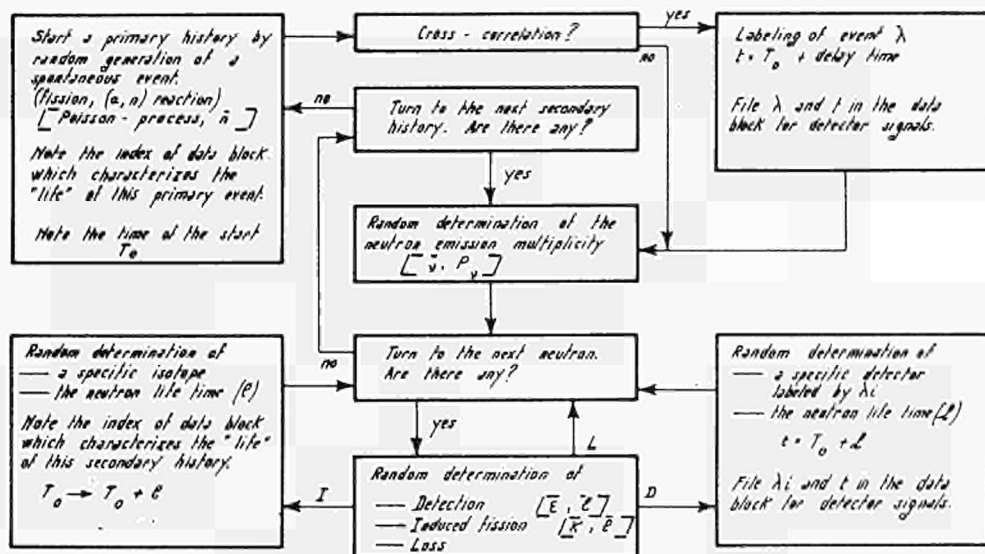 Start a primary history by
random generation of a
spontaneous event.
(fission, (α, n) reaction)
[Poisson - process, n̄]
Note the index of data block
which characterizes the
"life" of this primary event.
Note the time of the start
T₀
Cross - correlation?
yes
no
Labeling of event λ
t = T₀ + delay time
File λ and t in the data
block for detector signals.
no
Turn to the next secondary
history. Are there any?
yes
Random determination of the
neutron emission multiplicity
[ν̄, Pᵥ]
Turn to the next neutron.
Are there any?
no
yes
L
Random determination of
— a specific isotope
— the neutron life time (ℓ)
Note the index of data block
which characterizes the "life"
of this secondary history.
T₀ → T₀ + ℓ
I
Random determination of
— Detection
— Induced fission
— Loss
D
Random determination of
— a specific detector
labeled by λi
— the neutron life time (ℓ)
t = T₀ + ℓ
File λi and t in the data
block for detector signals.